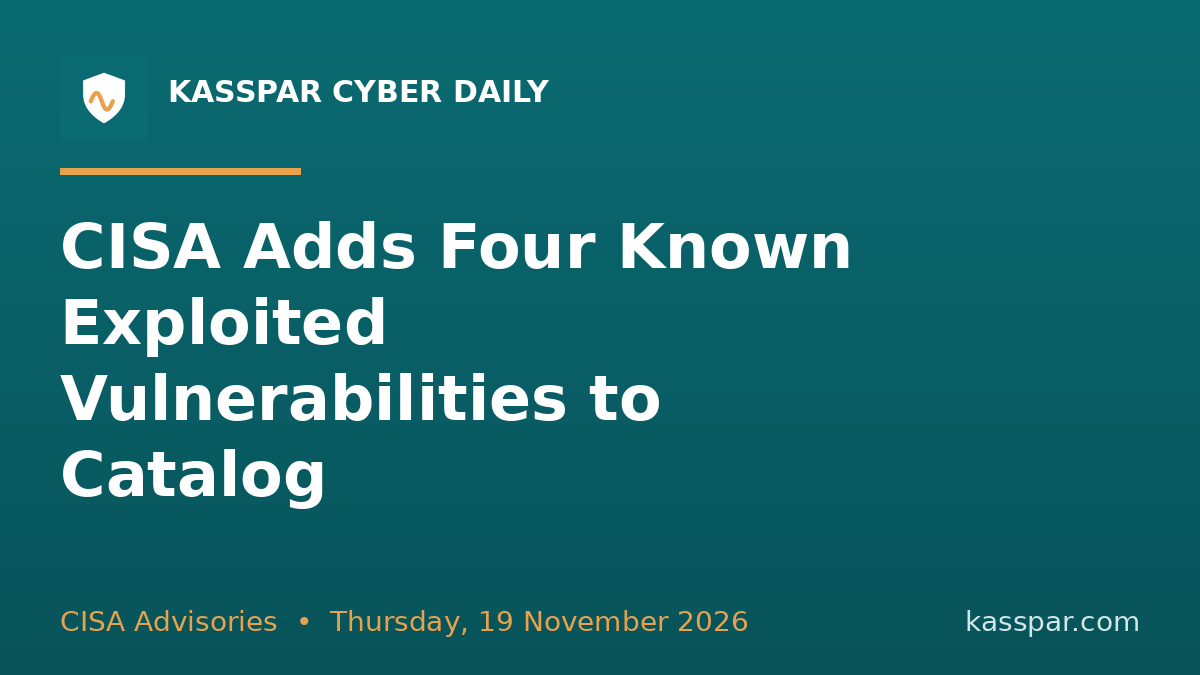 KASSPAR CYBER DAILY
CISA Adds Four Known
Exploited
Vulnerabilities to
Catalog
CISA Advisories • Thursday, 19 November 2026
kasspar.com